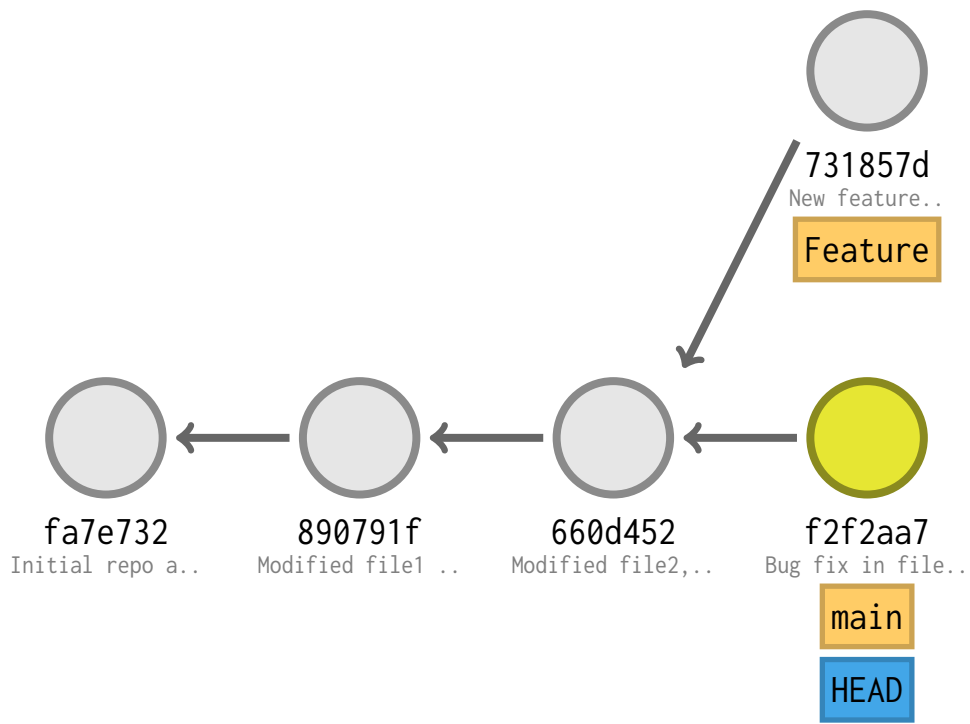 731857d
New feature..
Feature
fa7e732
Initial repo a..
890791f
Modified file1 ..
660d452
Modified file2,..
f2f2aa7
Bug fix in file..
main
HEAD